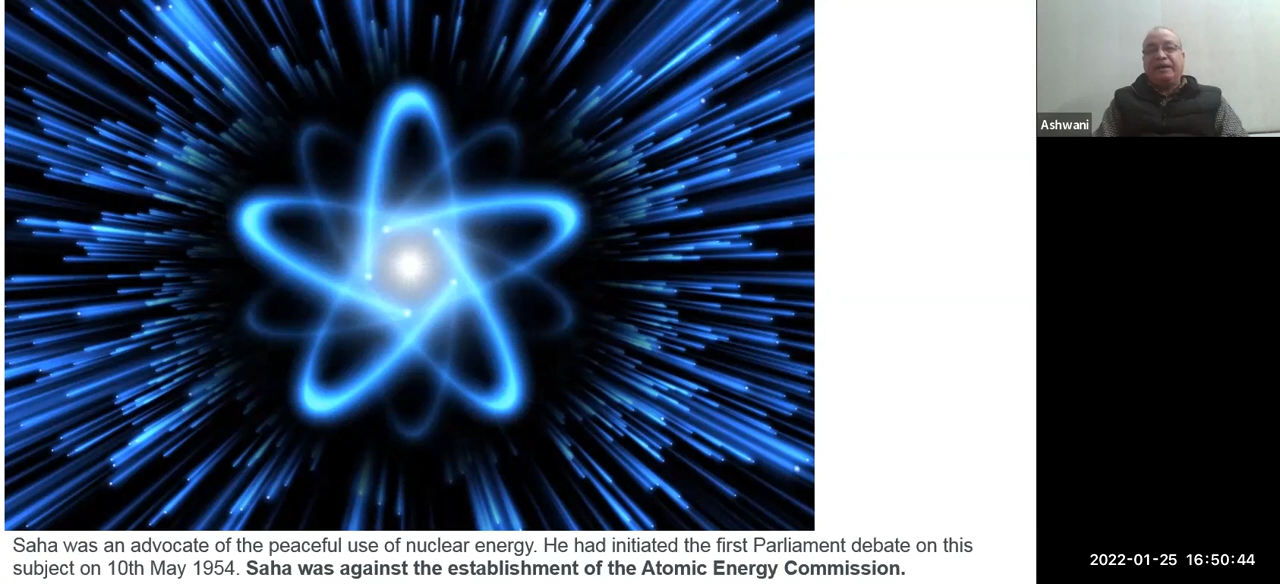 Saha was an advocate of the peaceful use of nuclear energy. He had initiated the first Parliament debate on this
subject on 10th May 1954. Saha was against the establishment of the Atomic Energy Commission.
Ashwani
2022-01-25 16:50:44